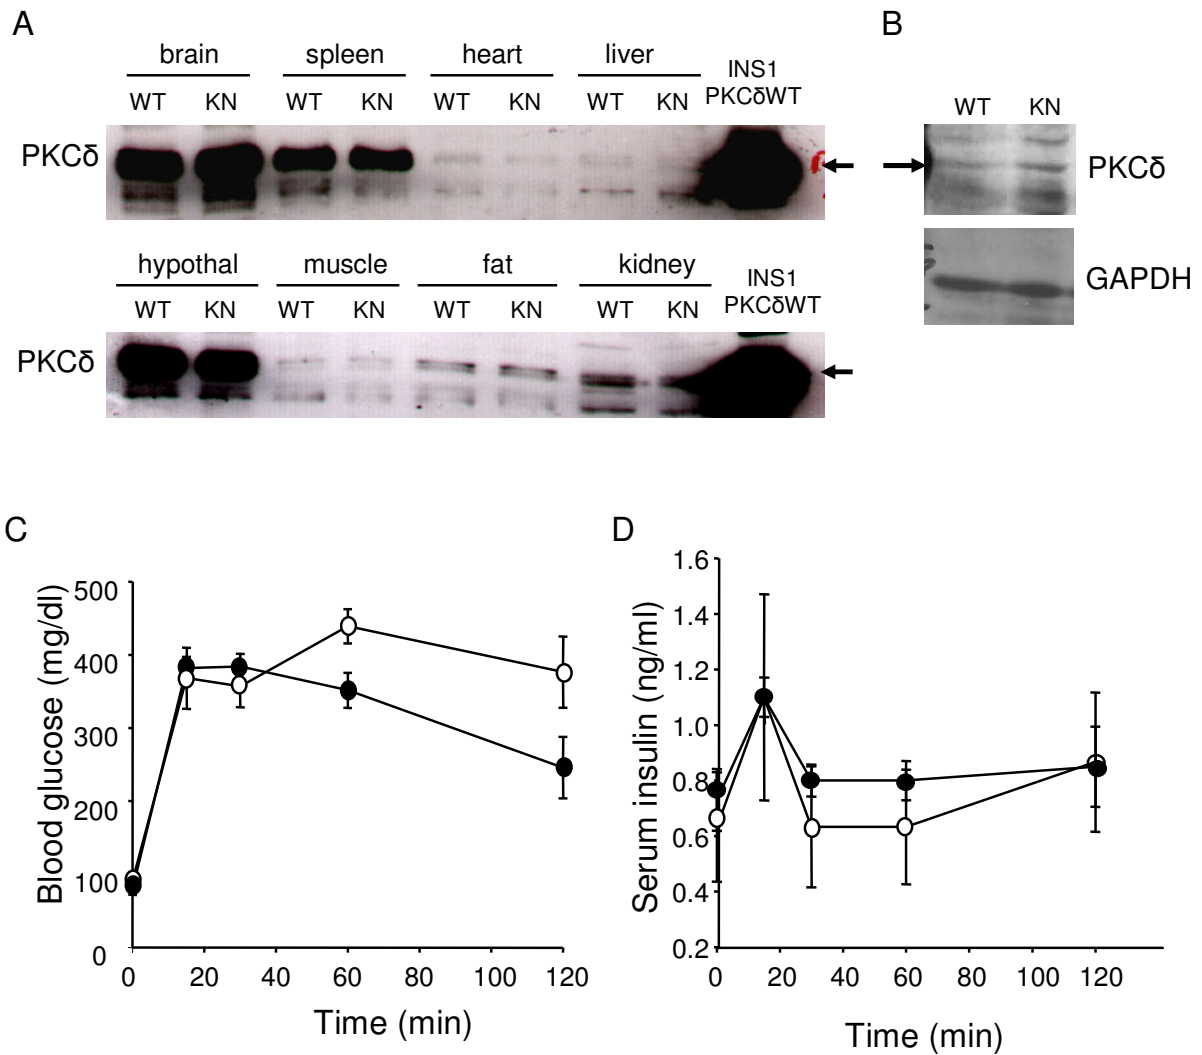 A
brain spleen heart liver
INS1
PKCδWT
WT KN WT KN WT KN WT KN
PKCδ
hypothal muscle fat kidney
INS1
PKCδWT
WT KN WT KN WT KN WT KN
PKCδ
B
WT KN
PKCδ
GAPDH
C
Blood glucose (mg/dl)
500
400
300
200
100
0
0 20 40 60 80 100 120
Time (min)
D
Serum insulin (ng/ml)
1.6
1.4
1.2
1.0
0.8
0.6
0.4
0.2
0 20 40 60 80 100 120
Time (min)